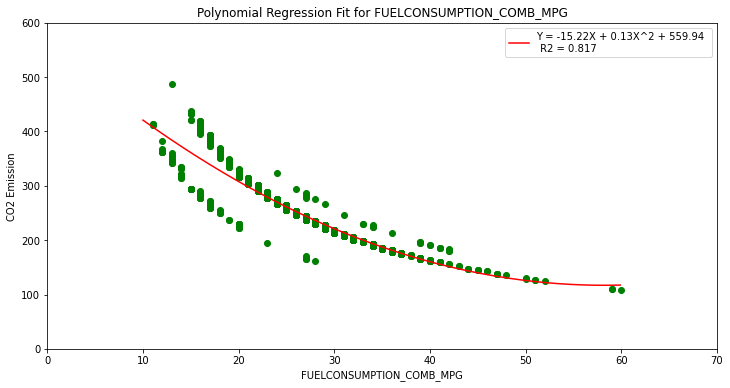 Polynomial Regression Fit for FUELCONSUMPTION_COMB_MPG
Y = -15.22X + 0.13X^2 + 559.94
R2 = 0.817
600
500
400
300
200
100
0
CO2 Emission
0 10 20 30 40 50 60 70
FUELCONSUMPTION_COMB_MPG